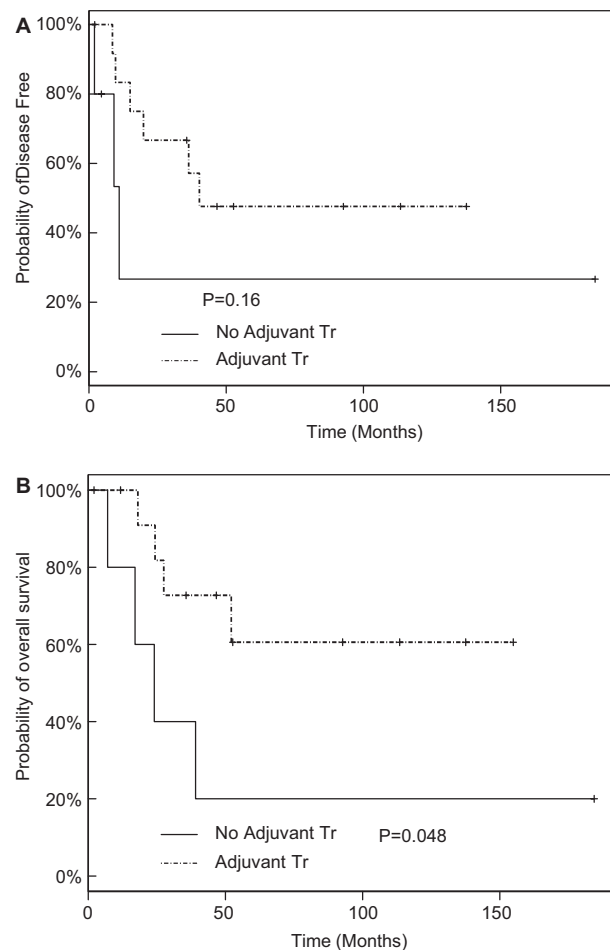 A
Probability ofDisease Free
100%
80%
60%
40%
20%
0%
P=0.16
No Adjuvant Tr
Adjuvant Tr
0
50
100
150
Time (Months)
B
Probability of overall survival
100%
80%
60%
40%
20%
0%
No Adjuvant Tr
P=0.048
Adjuvant Tr
0
50
100
150
Time (Months)